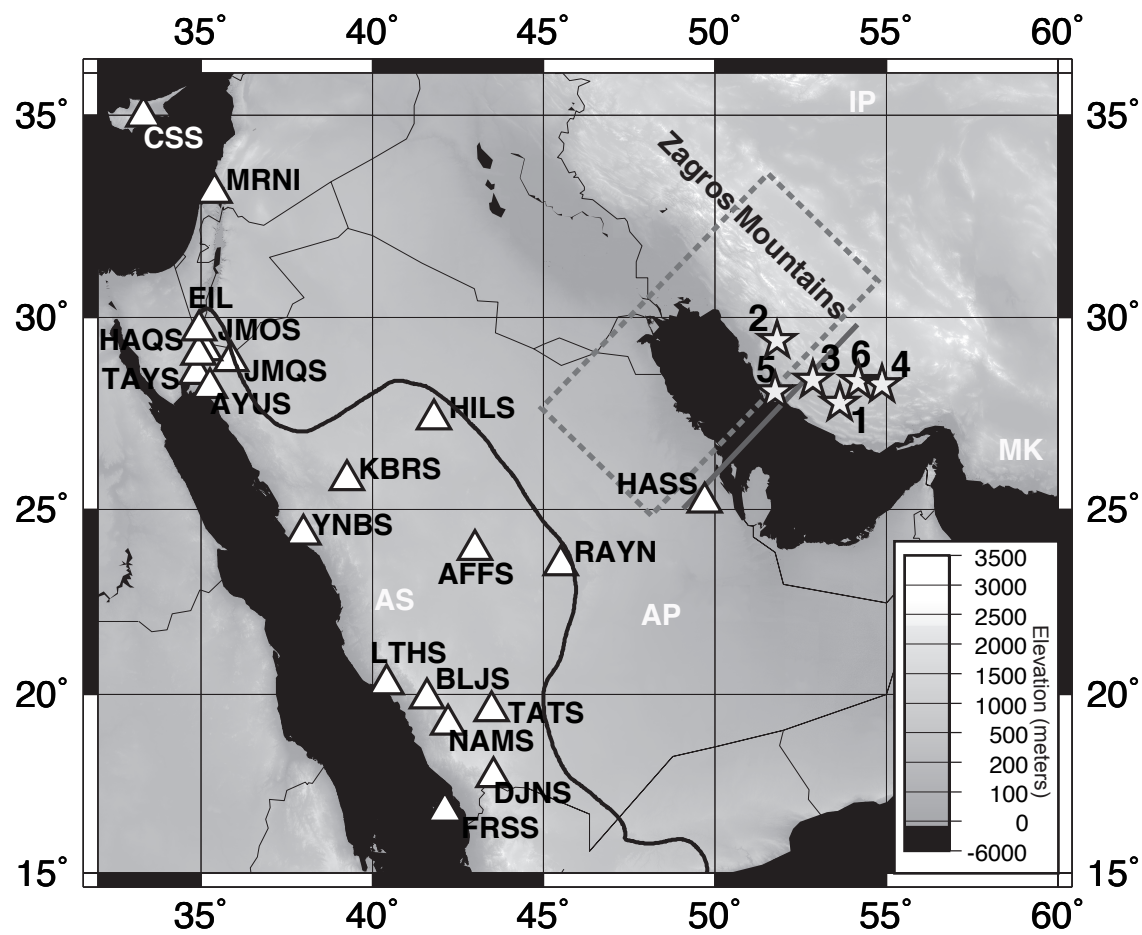 35° 40° 45° 50° 55° 60°
35° 35°
IP
CSS
Zagros Mountains
MRNI
EIL
30° 30°
HAQS JMOS
2
3 6 4
TAYS JMQS
5
AYUS
HILS
1
MK
KBRS
HASS
25° 25°
YNBS
RAYN
AFFS
AS
AP
LTHS
BLJS
20° 20°
TATS
NAMS
DJNS
FRSS
3500
3000
2500
2000
1500
1000
500
200
100
0
-6000
Elevation (meters)
15° 15°
35° 40° 45° 50° 55° 60°